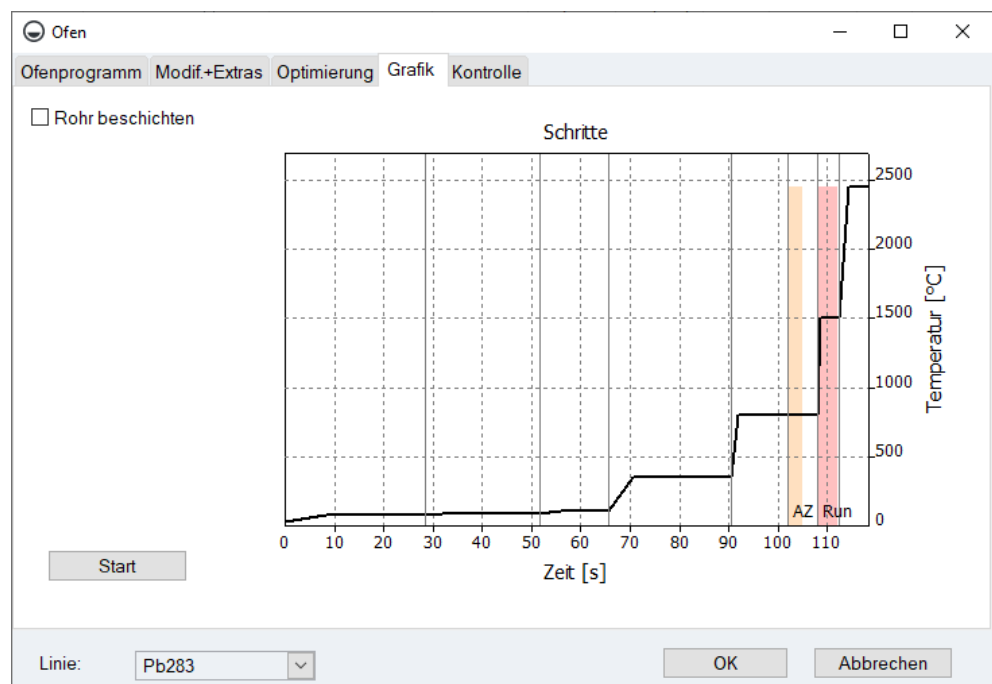 Ofen
Ofenprogramm Modif.+Extras Optimierung Grafik Kontrolle
Rohr beschichten
Schritte
2500
2000
1500
1000
500
0
Temperatur [°C]
AZ Run
0 10 20 30 40 50 60 70 80 90 100 110
Zeit [s]
Start
Linie: Pb283 OK Abbrechen